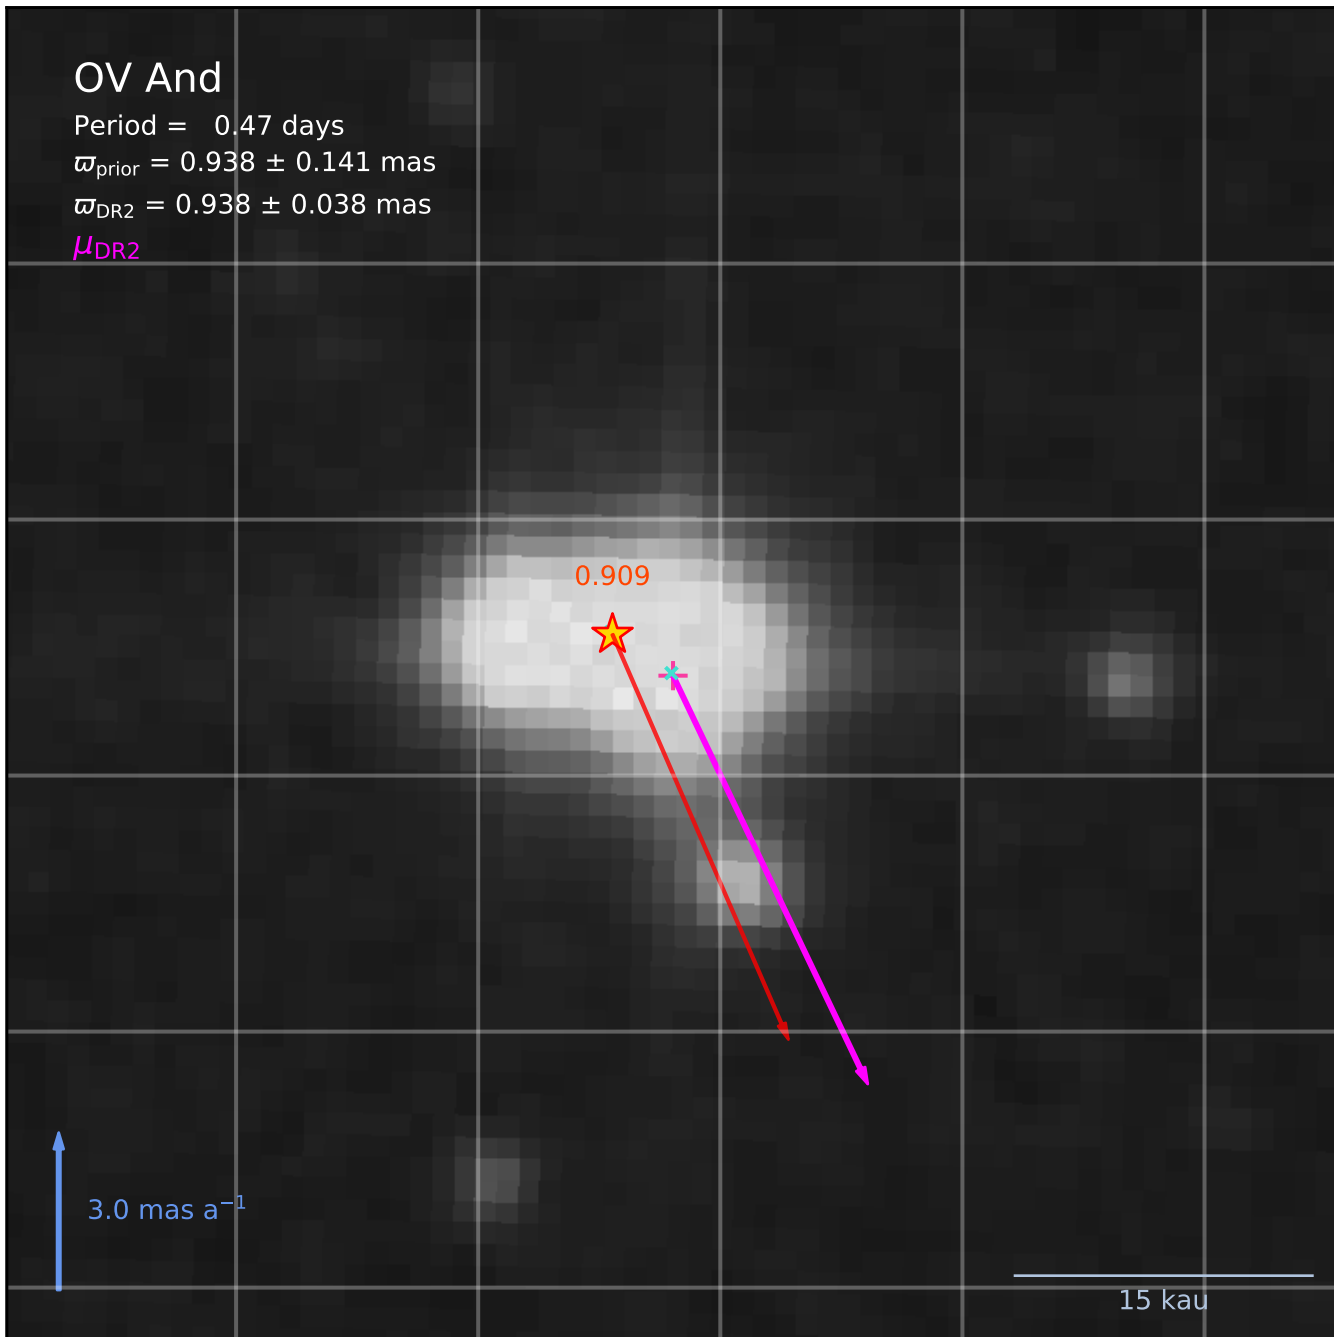 OV And
Period = 0.47 days
ϖprior = 0.938 ± 0.141 mas
ϖDR2 = 0.938 ± 0.038 mas
μDR2
0.909
3.0 mas a⁻¹
15 kau